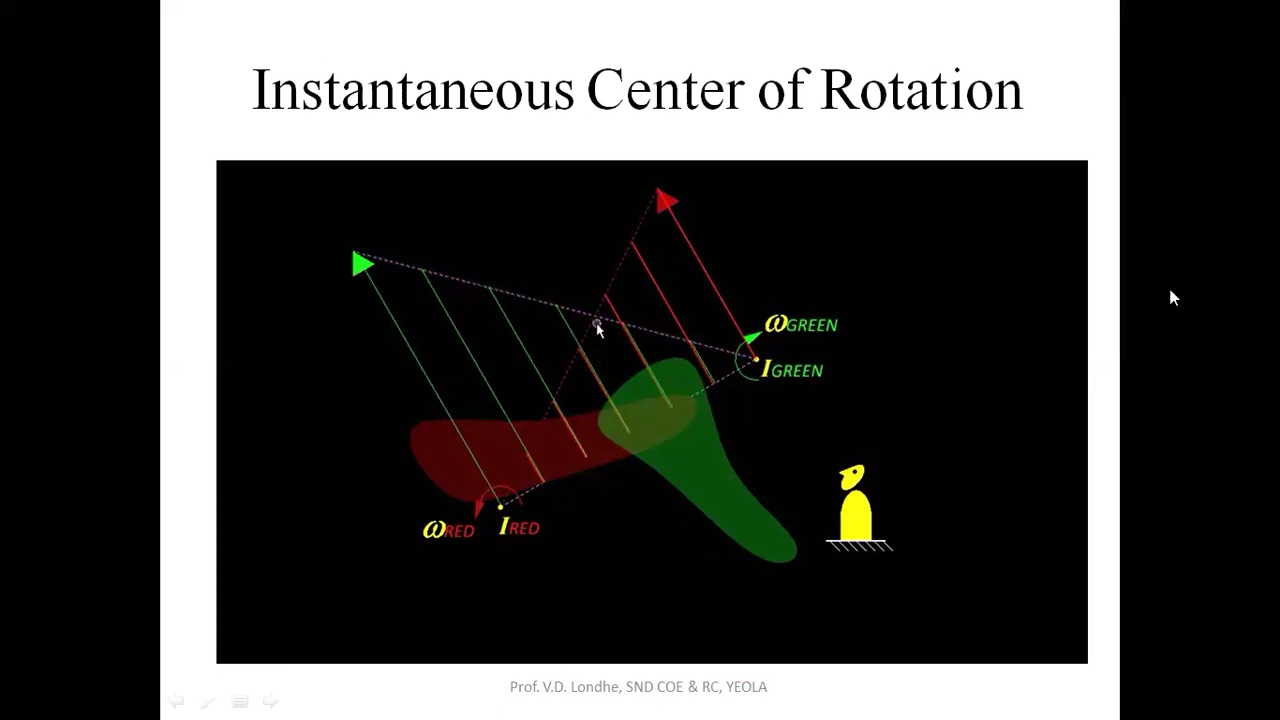 Instantaneous Center of Rotation
ωGREEN
IGREEN
ωRED IRED
Prof. V.D. Londhe, SND COE & RC, YEOLA